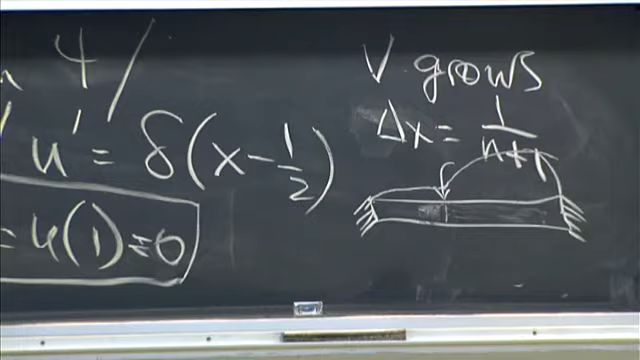 4/
u' = δ(x - 1/2)
= u(1) = 0
V grows
Δx = 1/(n+1)